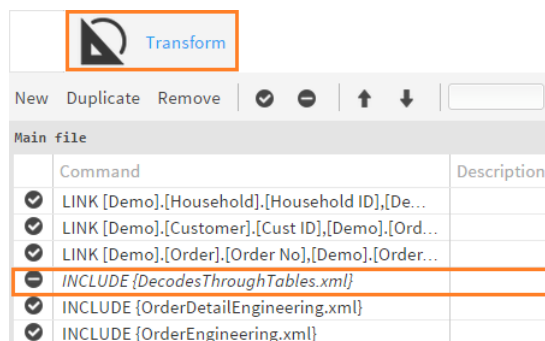 Transform
New Duplicate Remove
Main file
Command Description
LINK [Demo].[Household].[Household ID],[De...
LINK [Demo].[Customer].[Cust ID],[Demo].[Ord...
LINK [Demo].[Order].[Order No],[Demo].[Order...
INCLUDE {DecodesThroughTables.xml}
INCLUDE {OrderDetailEngineering.xml}
INCLUDE {OrderEngineering.xml}